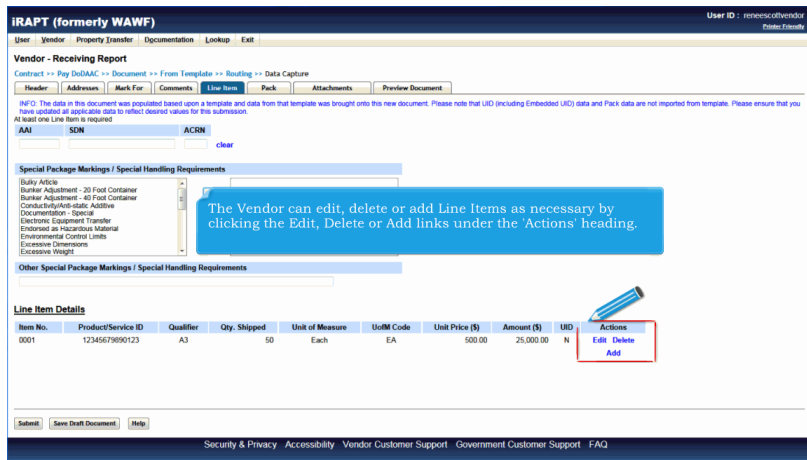 iRAPT (formerly WAWF)
User ID : reneescottvendor
Printer Friendly
User Vendor Property Transfer Documentation Lookup Exit
Vendor - Receiving Report
Contract >> Pay DoDAAC >> Document >> From Template >> Routing >> Data Capture
Header Addresses Mark For Comments Line Item Pack Attachments Preview Document
INFO: The data in this document was populated based upon a template and data from that template was brought onto this new document. Please note that UID (including Embedded UID) data and Pack data are not imported from template. Please ensure that you
have updated all applicable data to reflect desired values for this submission.
At least one Line Item is required
AAI SDN ACRN
clear
Special Package Markings / Special Handling Requirements
Bulky Article
Bunker Adjustment - 20 Foot Container
Bunker Adjustment - 40 Foot Container
Conductivity/Anti-static Additive
Documentation - Special
Electronic Equipment Transfer
Endorsed as Hazardous Material
Environmental Control Limits
Excessive Dimensions
Excessive Weight
The Vendor can edit, delete or add Line Items as necessary by
clicking the Edit, Delete or Add links under the 'Actions' heading.
Other Special Package Markings / Special Handling Requirements
Line Item Details
Item No. Product/Service ID Qualifier Qty. Shipped Unit of Measure UofM Code Unit Price ($) Amount ($) UID Actions
0001 12345679890123 A3 50 Each EA 500.00 25,000.00 N Edit Delete
Add
Submit Save Draft Document Help
Security & Privacy Accessibility Vendor Customer Support Government Customer Support FAQ